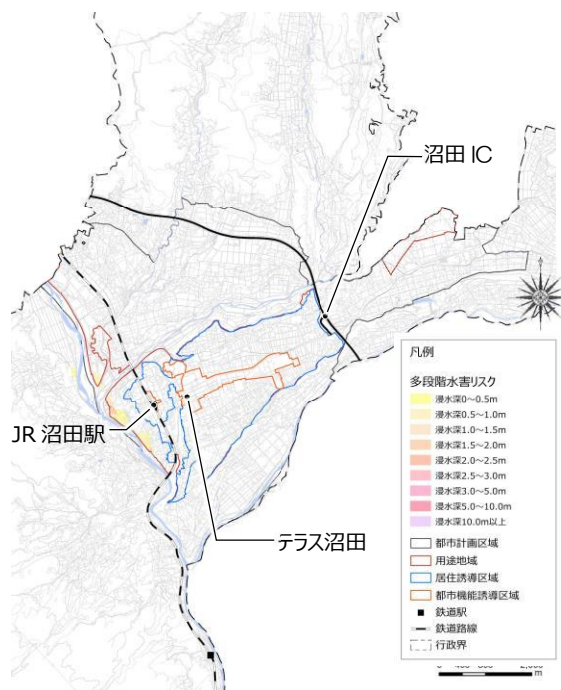 沼田 IC
JR 沼田駅
テラス沼田
凡例
多段階水害リスク
浸水深0～0.5m
浸水深0.5～1.0m
浸水深1.0～1.5m
浸水深1.5～2.0m
浸水深2.0～2.5m
浸水深2.5～3.0m
浸水深3.0～5.0m
浸水深5.0～10.0m
浸水深10.0m以上
都市計画区域
用途地域
居住誘導区域
都市機能誘導区域
鉄道駅
鉄道路線
行政界